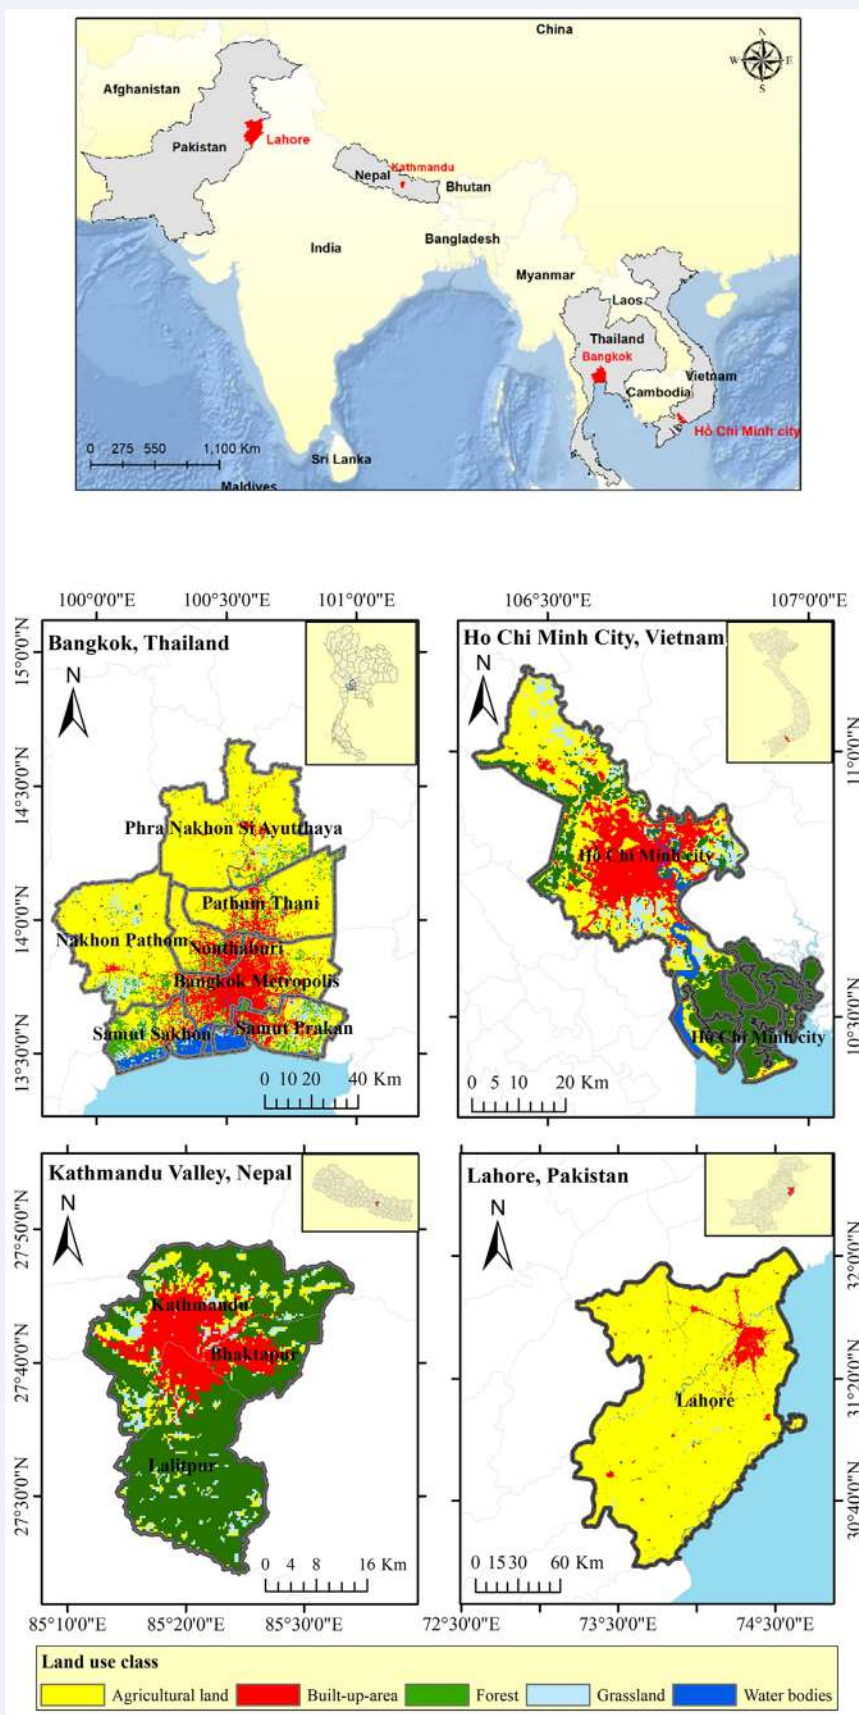 China
N
W E
S
Afghanistan
Pakistan
Lahore
Kathmandu
Nepal
Bhutan
India
Bangladesh
Myanmar
Laos
Thailand
Bangkok
Vietnam
Cambodia
Hồ Chi Minh city
0 275 550 1,100 Km
Sri Lanka
Maldives
100°0'0"E 100°30'0"E 101°0'0"E
106°30'0"E 107°0'0"E
Bangkok, Thailand
N
15°0'0"N
14°30'0"N
14°0'0"N
13°30'0"N
Phra Nakhon Si Ayutthaya
Pathum Thani
Nakhon Pathom
Nonthaburi
Bangkok Metropolis
Samut Sakhon
Samut Prakan
0 10 20 40 Km
Ho Chi Minh City, Vietnam
N
11°0'0"N
10°30'0"N
Hồ Chi Minh city
Hồ Chi Minh city
0 5 10 20 Km
Kathmandu Valley, Nepal
N
27°50'0"N
27°40'0"N
27°30'0"N
Kathmandu
Bhaktapur
Lalitpur
0 4 8 16 Km
85°10'0"E 85°20'0"E 85°30'0"E
Lahore, Pakistan
N
32°0'0"N
31°20'0"N
30°40'0"N
Lahore
0 15 30 60 Km
72°30'0"E 73°30'0"E 74°30'0"E
Land use class
Agricultural land Built-up-area Forest Grassland Water bodies